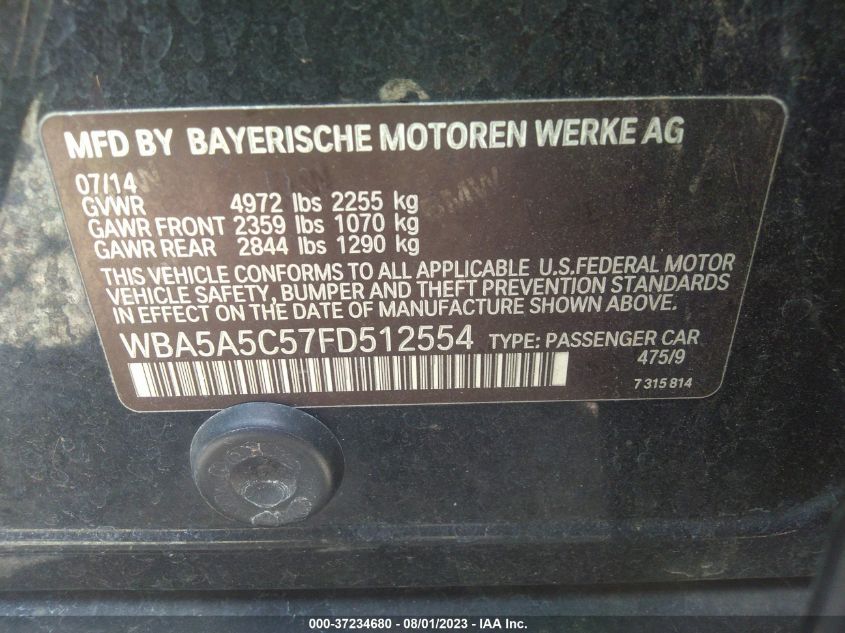 MFD BY BAYERISCHE MOTOREN WERKE AG
07/14
GVWR 4972 lbs 2255 kg
GAWR FRONT 2359 lbs 1070 kg
GAWR REAR 2844 lbs 1290 kg
THIS VEHICLE CONFORMS TO ALL APPLICABLE U.S.FEDERAL MOTOR
VEHICLE SAFETY, BUMPER AND THEFT PREVENTION STANDARDS
IN EFFECT ON THE DATE OF MANUFACTURE SHOWN ABOVE.
WBA5A5C57FD512554 TYPE: PASSENGER CAR
475/9
7 315 814
000-37234680 - 08/01/2023 - IAA Inc.